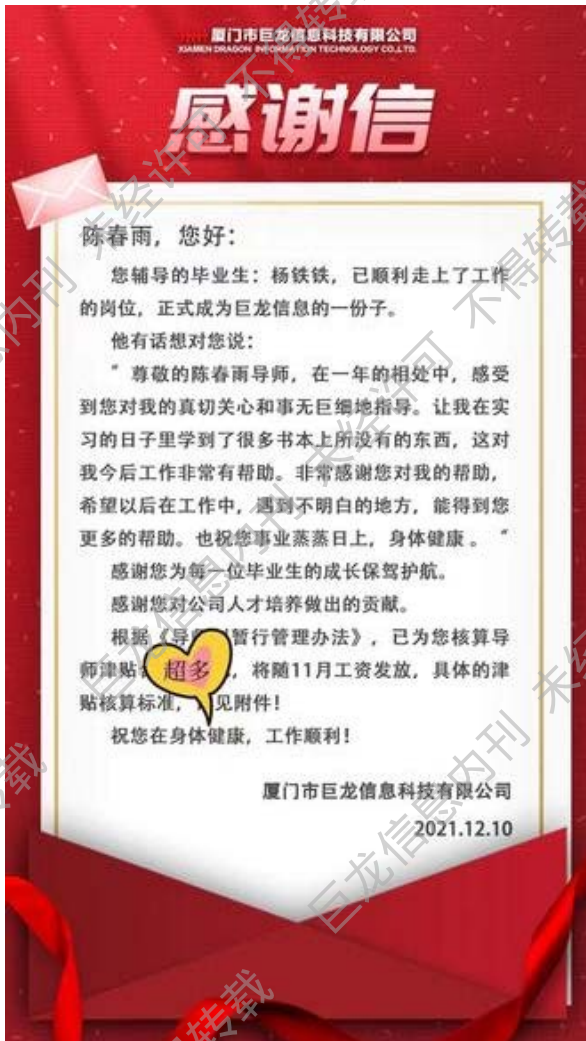 厦门市巨龙信息科技有限公司
XIAMEN DRAGON INFORMATION TECHNOLOGY CO.,LTD.
感谢信
陈春雨，您好：
您辅导的毕业生：杨铁铁，已顺利走上了工作
的岗位，正式成为巨龙信息的一份子。
他有话想对您说：
“尊敬的陈春雨导师，在一年的相处中，感受
到您对我的真切关心和事无巨细地指导。让我在实
习的日子里学到了很多书本上所没有的东西，这对
我今后工作非常有帮助。非常感谢您对我的帮助，
希望以后在工作中，遇到不明白的地方，能得到您
更多的帮助。也祝您事业蒸蒸日上，身体健康 。“
感谢您为每一位毕业生的成长保驾护航。
感谢您对公司人才培养做出的贡献。
根据《导 暂行管理办法》，已为您核算导
师津贴 超多 ，将随11月工资发放，具体的津
贴核算标准， 见附件！
祝您在身体健康，工作顺利！
厦门市巨龙信息科技有限公司
2021.12.10
巨龙信息内刊 未经许可 不得转载